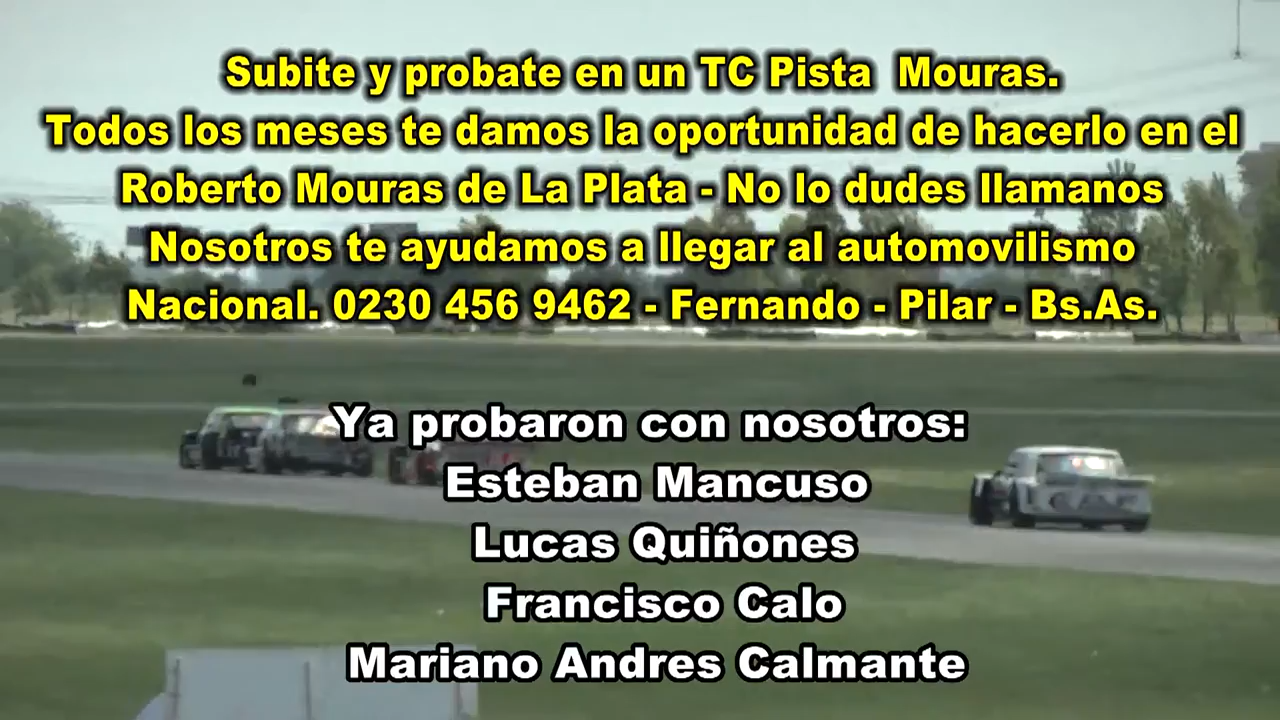 Subite y probate en un TC Pista Mouras.
Todos los meses te damos la oportunidad de hacerlo en el
Roberto Mouras de La Plata - No lo dudes llamanos
Nosotros te ayudamos a llegar al automovilismo
Nacional. 0230 456 9462 - Fernando - Pilar - Bs.As.
Ya probaron con nosotros:
Esteban Mancuso
Lucas Quiñones
Francisco Calo
Mariano Andres Calmante